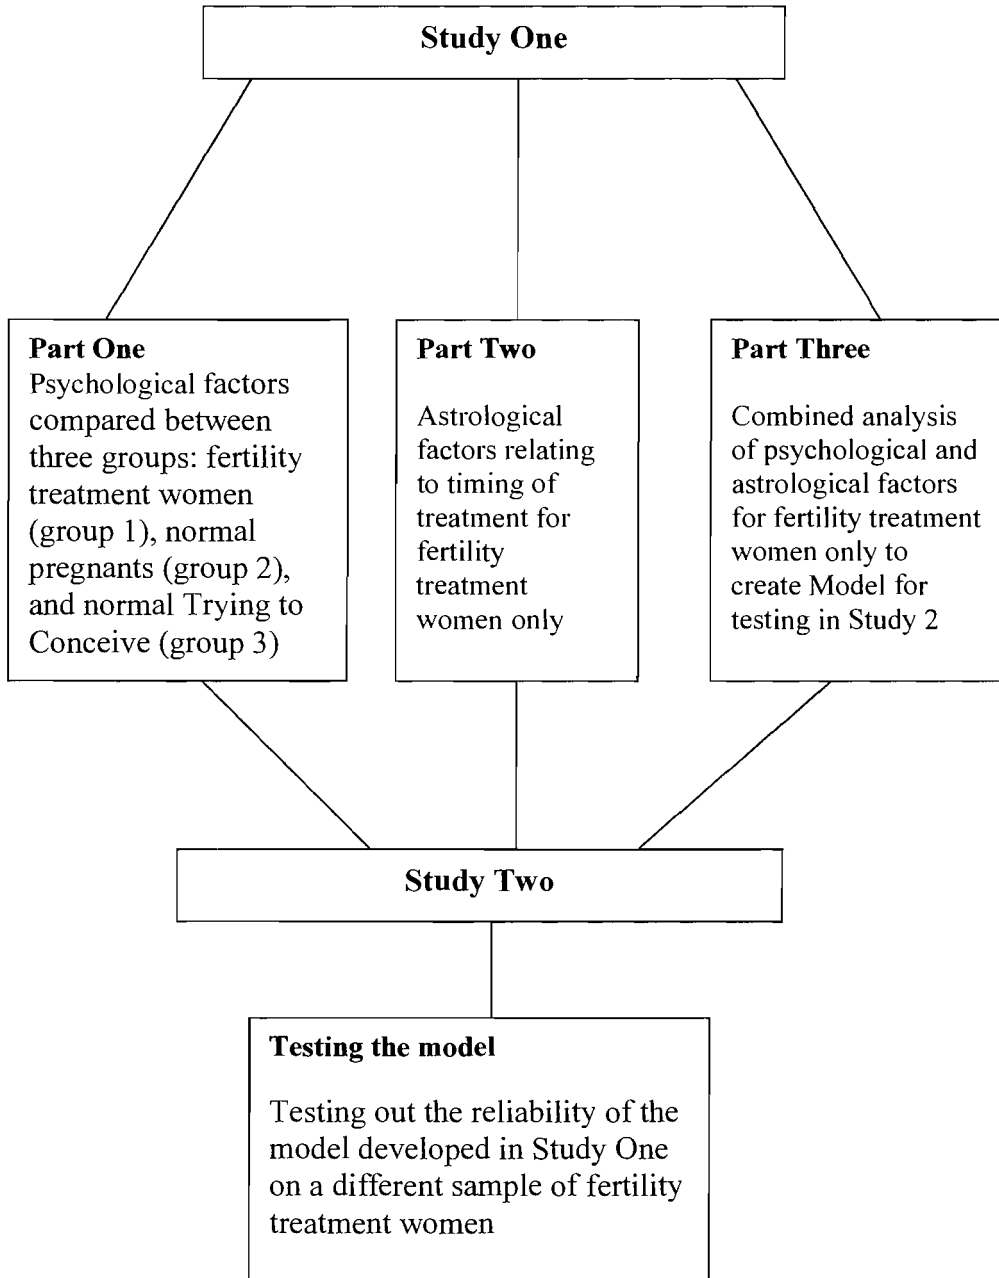 Study One
Part One
Psychological factors
compared between
three groups: fertility
treatment women
(group 1), normal
pregnants (group 2),
and normal Trying to
Conceive (group 3)
Part Two
Astrological
factors relating
to timing of
treatment for
fertility
treatment
women only
Part Three
Combined analysis
of psychological and
astrological factors
for fertility treatment
women only to
create Model for
testing in Study 2
Study Two
Testing the model
Testing out the reliability of the
model developed in Study One
on a different sample of fertility
treatment women